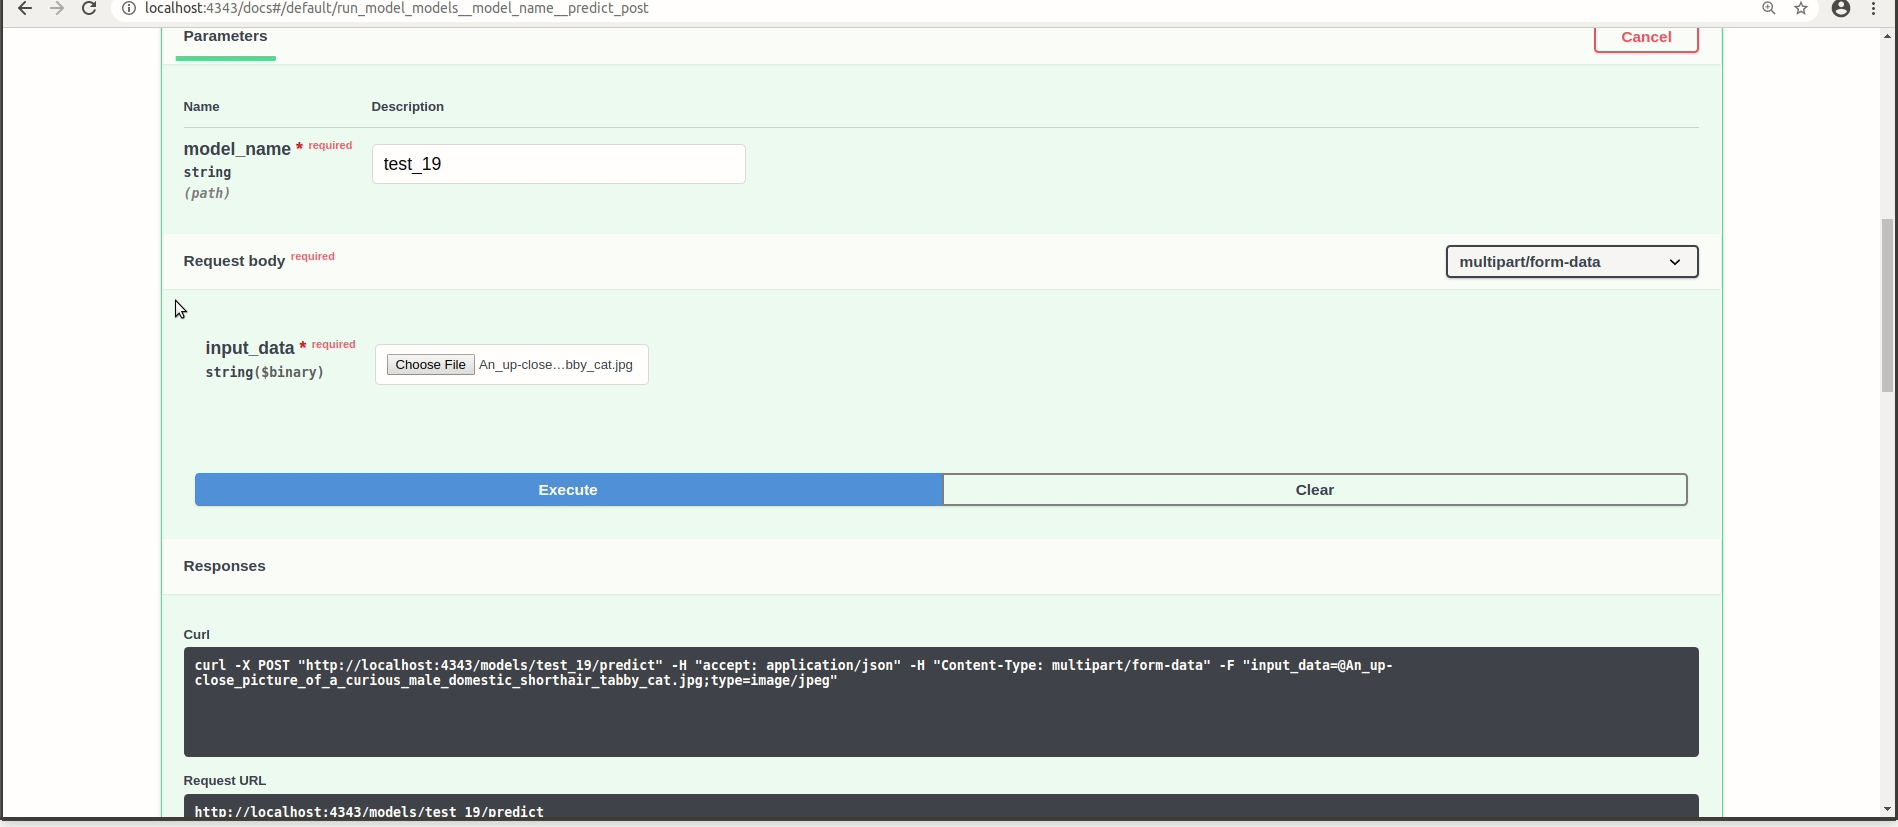 localhost:4343/docs#/default/run_model_models__model_name__predict_post
Parameters
Cancel
Name Description
model_name * required
string
(path)
test_19
Request body required
multipart/form-data
input_data * required
string($binary)
Choose File An_up-close…bby_cat.jpg
Execute
Clear
Responses
Curl
curl -X POST "http://localhost:4343/models/test_19/predict" -H "accept: application/json" -H "Content-Type: multipart/form-data" -F "input_data=@An_up-
close_picture_of_a_curious_male_domestic_shorthair_tabby_cat.jpg;type=image/jpeg"
Request URL
http://localhost:4343/models/test_19/predict